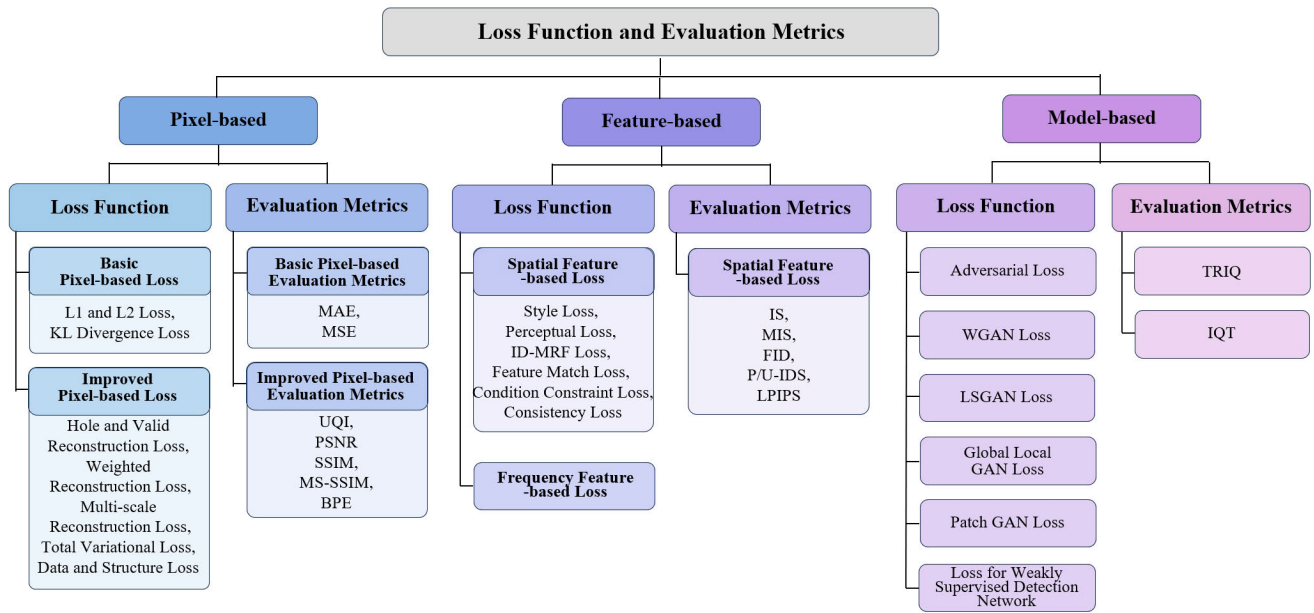 Loss Function and Evaluation Metrics
Pixel-based
Feature-based
Model-based
Loss Function
Evaluation Metrics
Loss Function
Evaluation Metrics
Loss Function
Evaluation Metrics
Basic
Pixel-based Loss
L1 and L2 Loss,
KL Divergence Loss
Improved
Pixel-based Loss
Hole and Valid
Reconstruction Loss,
Weighted
Reconstruction Loss,
Multi-scale
Reconstruction Loss,
Total Variational Loss,
Data and Structure Loss
Basic Pixel-based
Evaluation Metrics
MAE,
MSE
Improved Pixel-based
Evaluation Metrics
UQI,
PSNR
SSIM,
MS-SSIM,
BPE
Spatial Feature
-based Loss
Style Loss,
Perceptual Loss,
ID-MRF Loss,
Feature Match Loss,
Condition Constraint Loss,
Consistency Loss
Frequency Feature
-based Loss
Spatial Feature
-based Loss
IS,
MIS,
FID,
P/U-IDS,
LPIPS
Adversarial Loss
WGAN Loss
LSGAN Loss
Global Local
GAN Loss
Patch GAN Loss
Loss for Weakly
Supervised Detection
Network
TRIQ
IQT